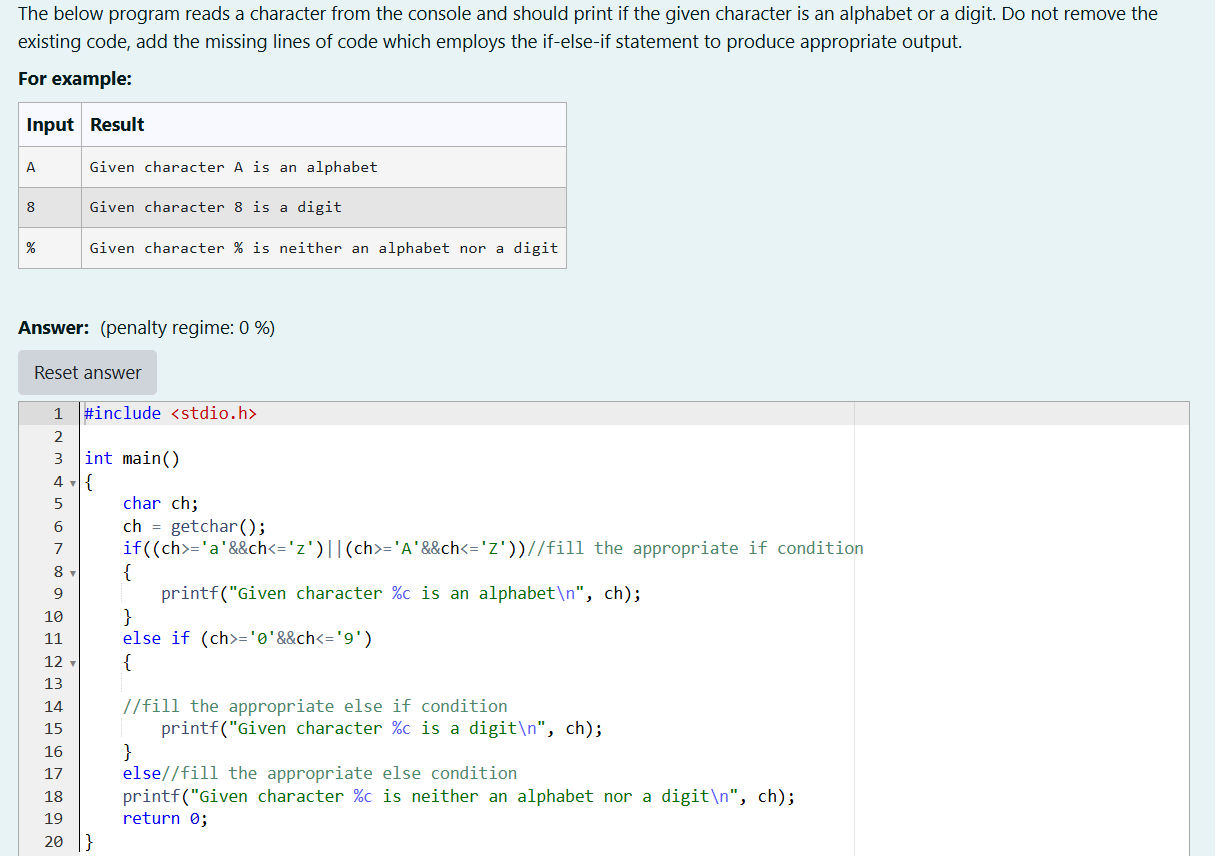 The below program reads a character from the console and should print if the given character is an alphabet or a digit. Do not remove the
existing code, add the missing lines of code which employs the if-else-if statement to produce appropriate output.
For example:
Input Result
A Given character A is an alphabet
8 Given character 8 is a digit
% Given character % is neither an alphabet nor a digit
Answer: (penalty regime: 0 %)
Reset answer
1 #include <stdio.h>
2
3 int main()
4 {
5 char ch;
6 ch = getchar();
7 if((ch>='a'&&ch<='z')||(ch>='A'&&ch<='Z'))//fill the appropriate if condition
8 {
9 printf("Given character %c is an alphabet\n", ch);
10 }
11 else if (ch>='0'&&ch<='9')
12 {
13
14 //fill the appropriate else if condition
15 printf("Given character %c is a digit\n", ch);
16 }
17 else//fill the appropriate else condition
18 printf("Given character %c is neither an alphabet nor a digit\n", ch);
19 return 0;
20 }